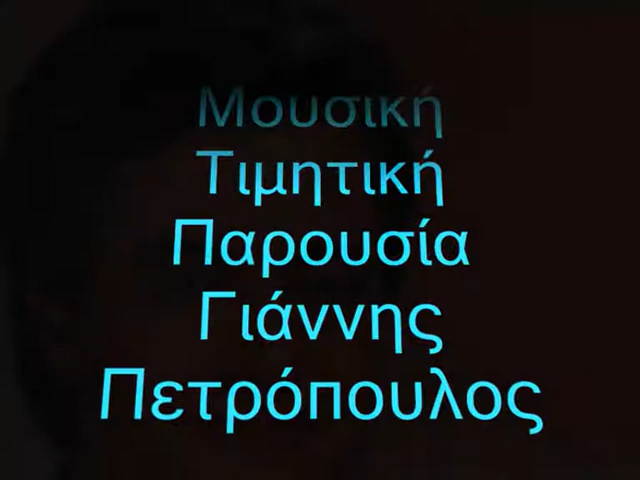 Μουσική
Τιμητική
Παρουσία
Γιάννης
Πετρόπουλος